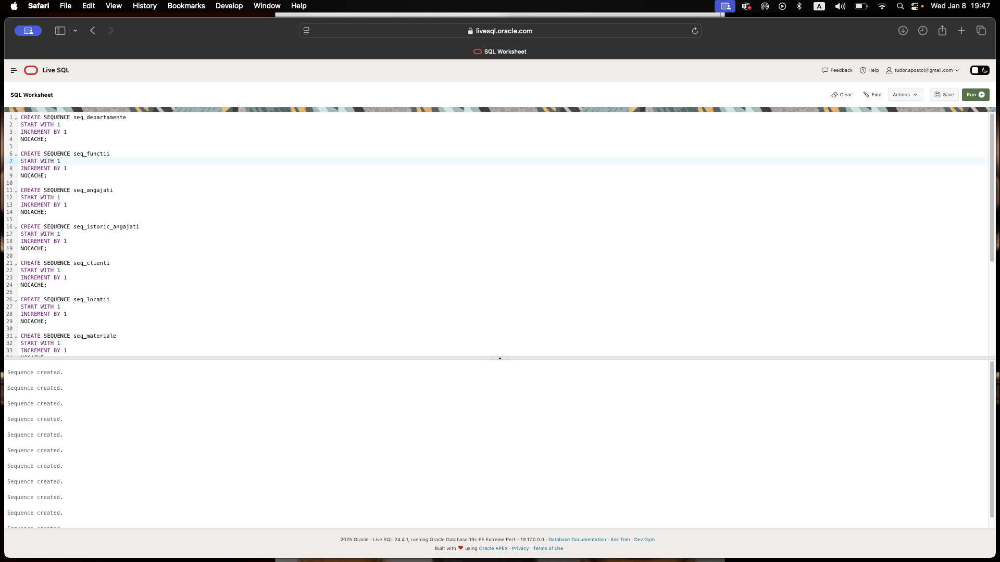 Safari File Edit View History Bookmarks Develop Window Help A Wed Jan 8 19:47
livesql.oracle.com
SQL Worksheet
Live SQL Feedback Help tudor.apostol@gmail.com
SQL Worksheet Clear Find Actions Save Run
1 CREATE SEQUENCE seq_departamente
2 START WITH 1
3 INCREMENT BY 1
4 NOCACHE;
5
6 CREATE SEQUENCE seq_functii
7 START WITH 1
8 INCREMENT BY 1
9 NOCACHE;
10
11 CREATE SEQUENCE seq_angajati
12 START WITH 1
13 INCREMENT BY 1
14 NOCACHE;
15
16 CREATE SEQUENCE seq_istoric_angajati
17 START WITH 1
18 INCREMENT BY 1
19 NOCACHE;
20
21 CREATE SEQUENCE seq_clienti
22 START WITH 1
23 INCREMENT BY 1
24 NOCACHE;
25
26 CREATE SEQUENCE seq_locatii
27 START WITH 1
28 INCREMENT BY 1
29 NOCACHE;
30
31 CREATE SEQUENCE seq_materiale
32 START WITH 1
33 INCREMENT BY 1
Sequence created.
Sequence created.
Sequence created.
Sequence created.
Sequence created.
Sequence created.
Sequence created.
Sequence created.
Sequence created.
Sequence created.
2025 Oracle · Live SQL 24.4.1, running Oracle Database 19c EE Extreme Perf - 19.17.0.0.0 · Database Documentation · Ask Tom · Dev Gym
Built with ❤ using Oracle APEX · Privacy · Terms of Use